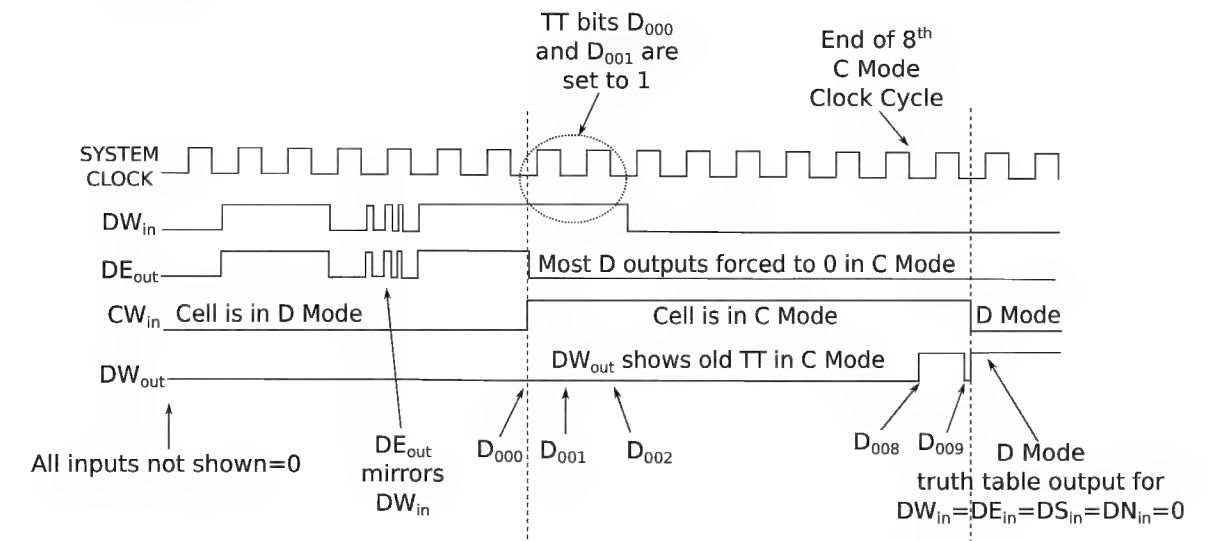 TT bits D₀₀₀
and D₀₀₁ are
set to 1
End of 8th
C Mode
Clock Cycle
SYSTEM
CLOCK
DWin
DEout
Most D outputs forced to 0 in C Mode
CWin
Cell is in D Mode
Cell is in C Mode
D Mode
DWout shows old TT in C Mode
DWout
All inputs not shown=0
DEout
mirrors
DWin
D₀₀₀
D₀₀₁
D₀₀₂
D₀₀₈
D₀₀₉
D Mode
truth table output for
DWin=DEin=DSin=DNin=0